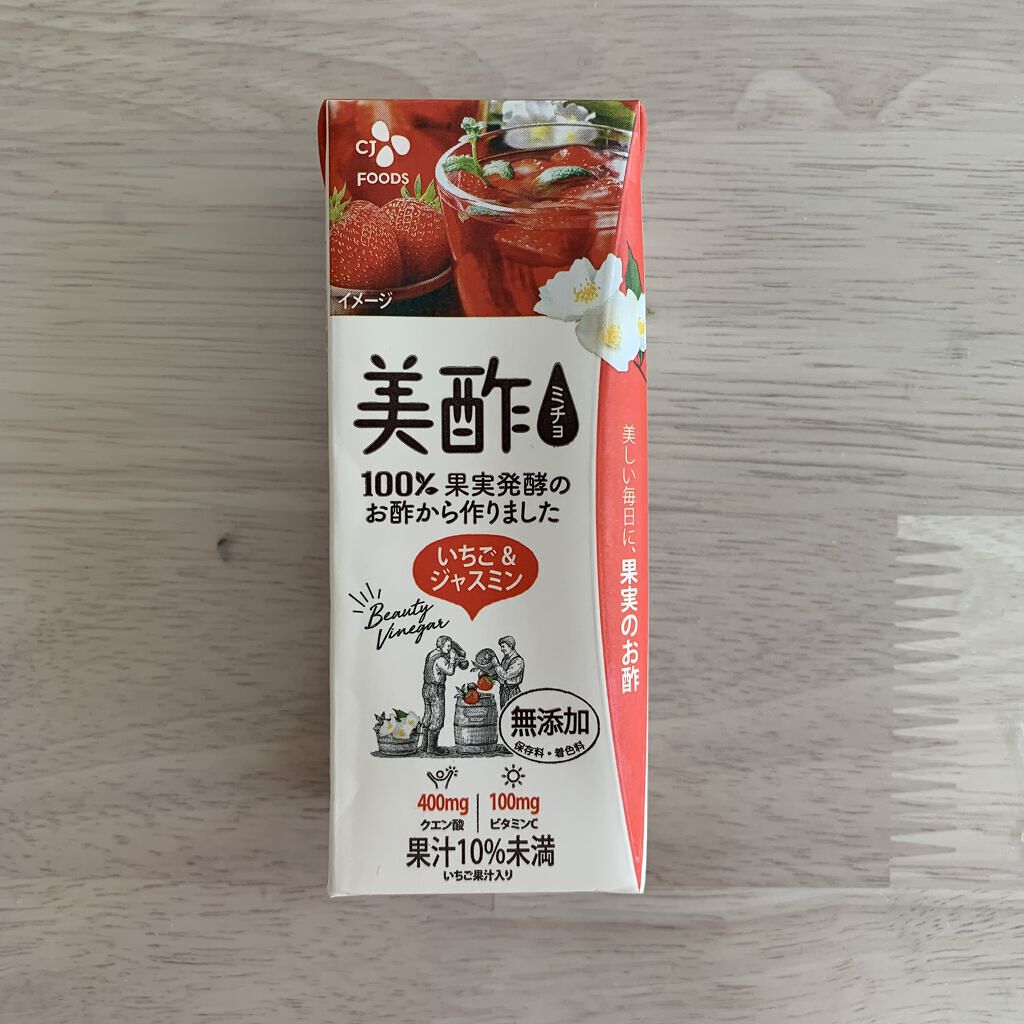 CJ
FOODS
イメージ
美酢
ミチョ
100% 果実発酵の
お酢から作りました
いちご&
ジャスミン
Beauty
Vinegar
無添加
保存料・着色料
400mg
クエン酸
100mg
ビタミンC
果汁10%未満
いちご果汁入り
美しい毎日に、果実のお酢